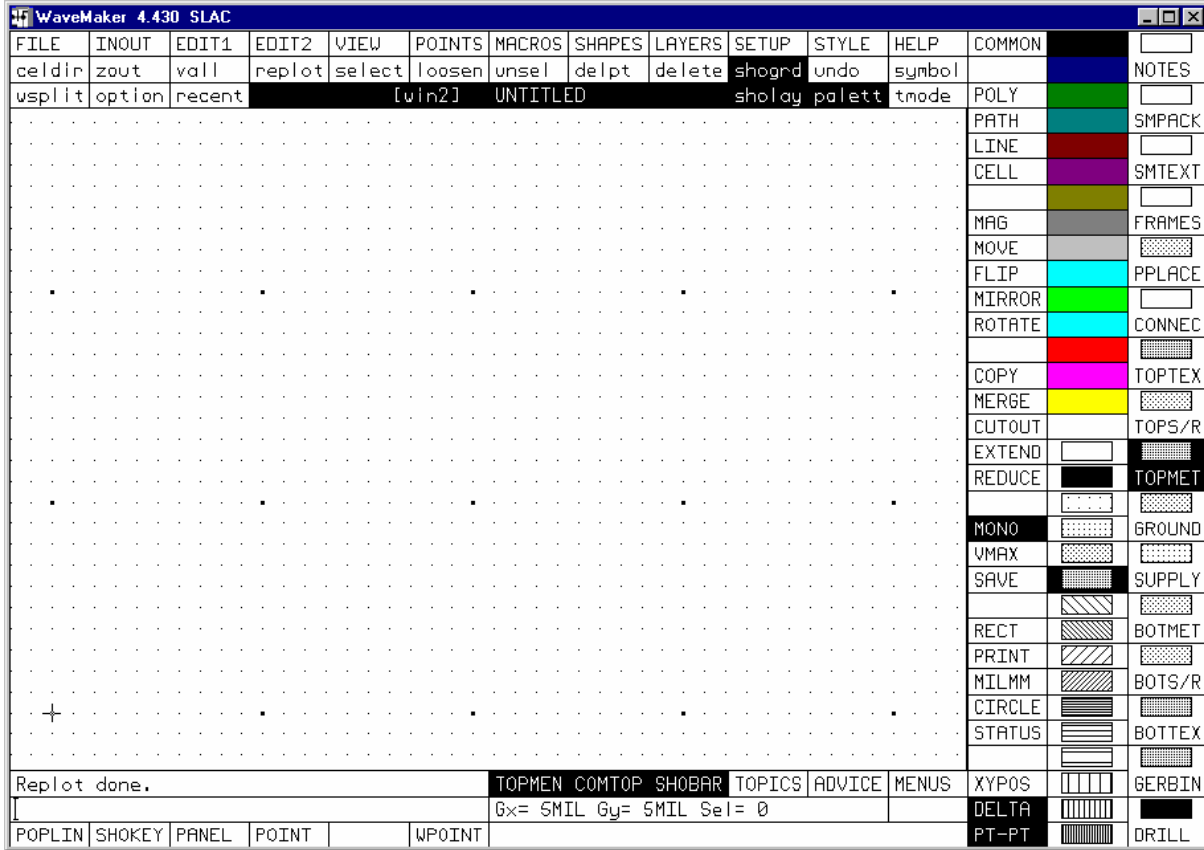 WaveMaker 4.430 SLAC
FILE INOUT EDIT1 EDIT2 VIEW POINTS MACROS SHAPES LAYERS SETUP STYLE HELP COMMON
celdir zout vall replot select loosen unsel delpt delete shogrd undo symbol NOTES
wsplit option recent [win2] UNTITLED sholay palett tmode POLY
PATH SMPACK
LINE
CELL SMTEXT
MAG FRAMES
MOVE
FLIP PPLACE
MIRROR
ROTATE CONNEC
COPY TOPTEX
MERGE
CUTOUT TOPS/R
EXTEND
REDUCE TOPMET
MONO GROUND
VMAX
SAVE SUPPLY
RECT BOTMET
PRINT
MILMM BOTS/R
CIRCLE
STATUS BOTTEX
Replot done. TOPMEN COMTOP SHOBAR TOPICS ADVICE MENUS XYPOS GERBIN
Gx= 5MIL Gy= 5MIL Sel= 0 DELTA
POPLIN SHOKEY PANEL POINT WPOINT PT-PT DRILL